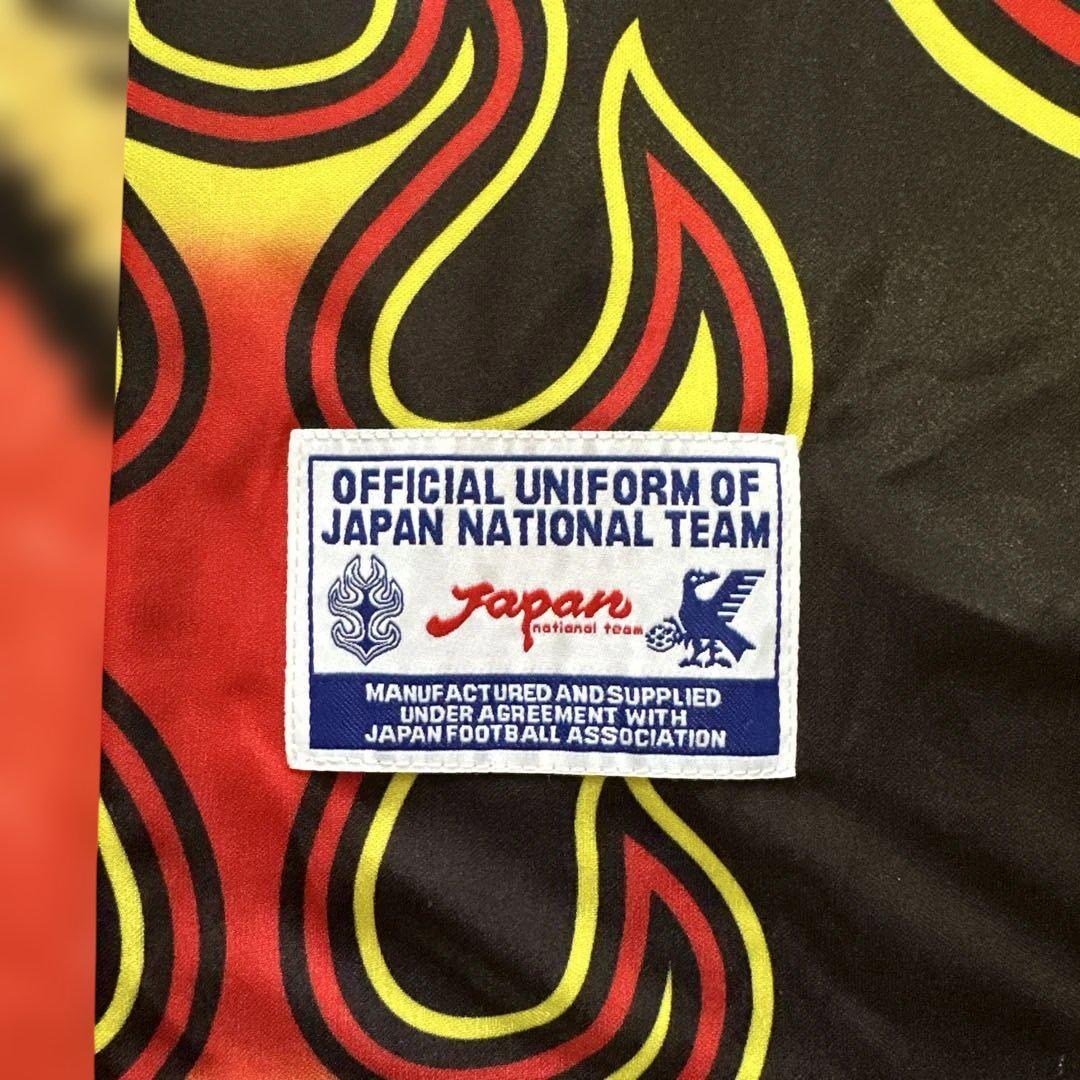 OFFICIAL UNIFORM OF
JAPAN NATIONAL TEAM
Japan
national team
MANUFACTURED AND SUPPLIED
UNDER AGREEMENT WITH
JAPAN FOOTBALL ASSOCIATION